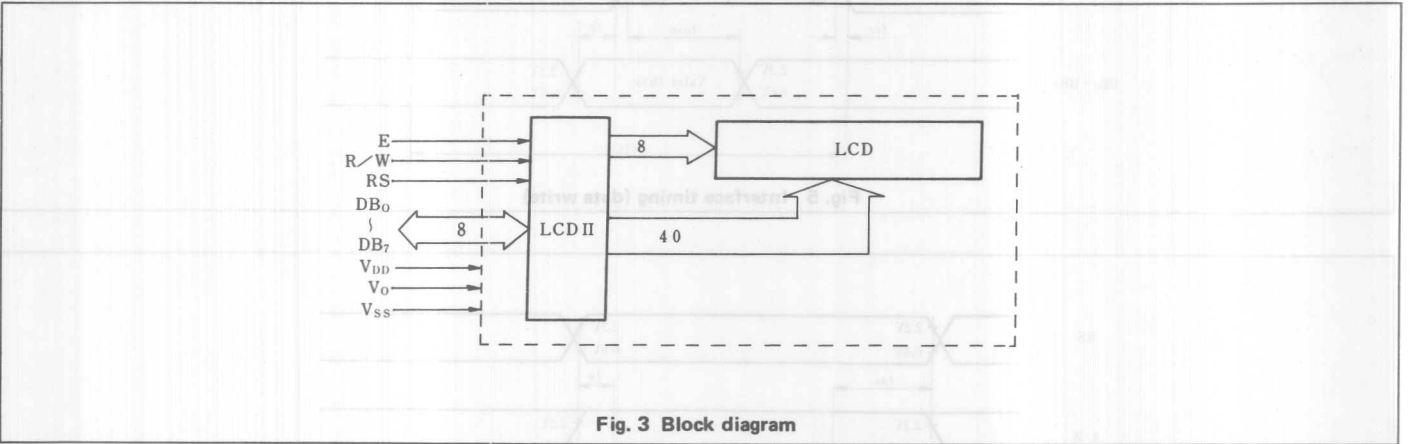 E
R/W
RS
DB0
∫
DB7
VDD
VO
VSS
8
LCD II
8
40
LCD
Fig. 3 Block diagram